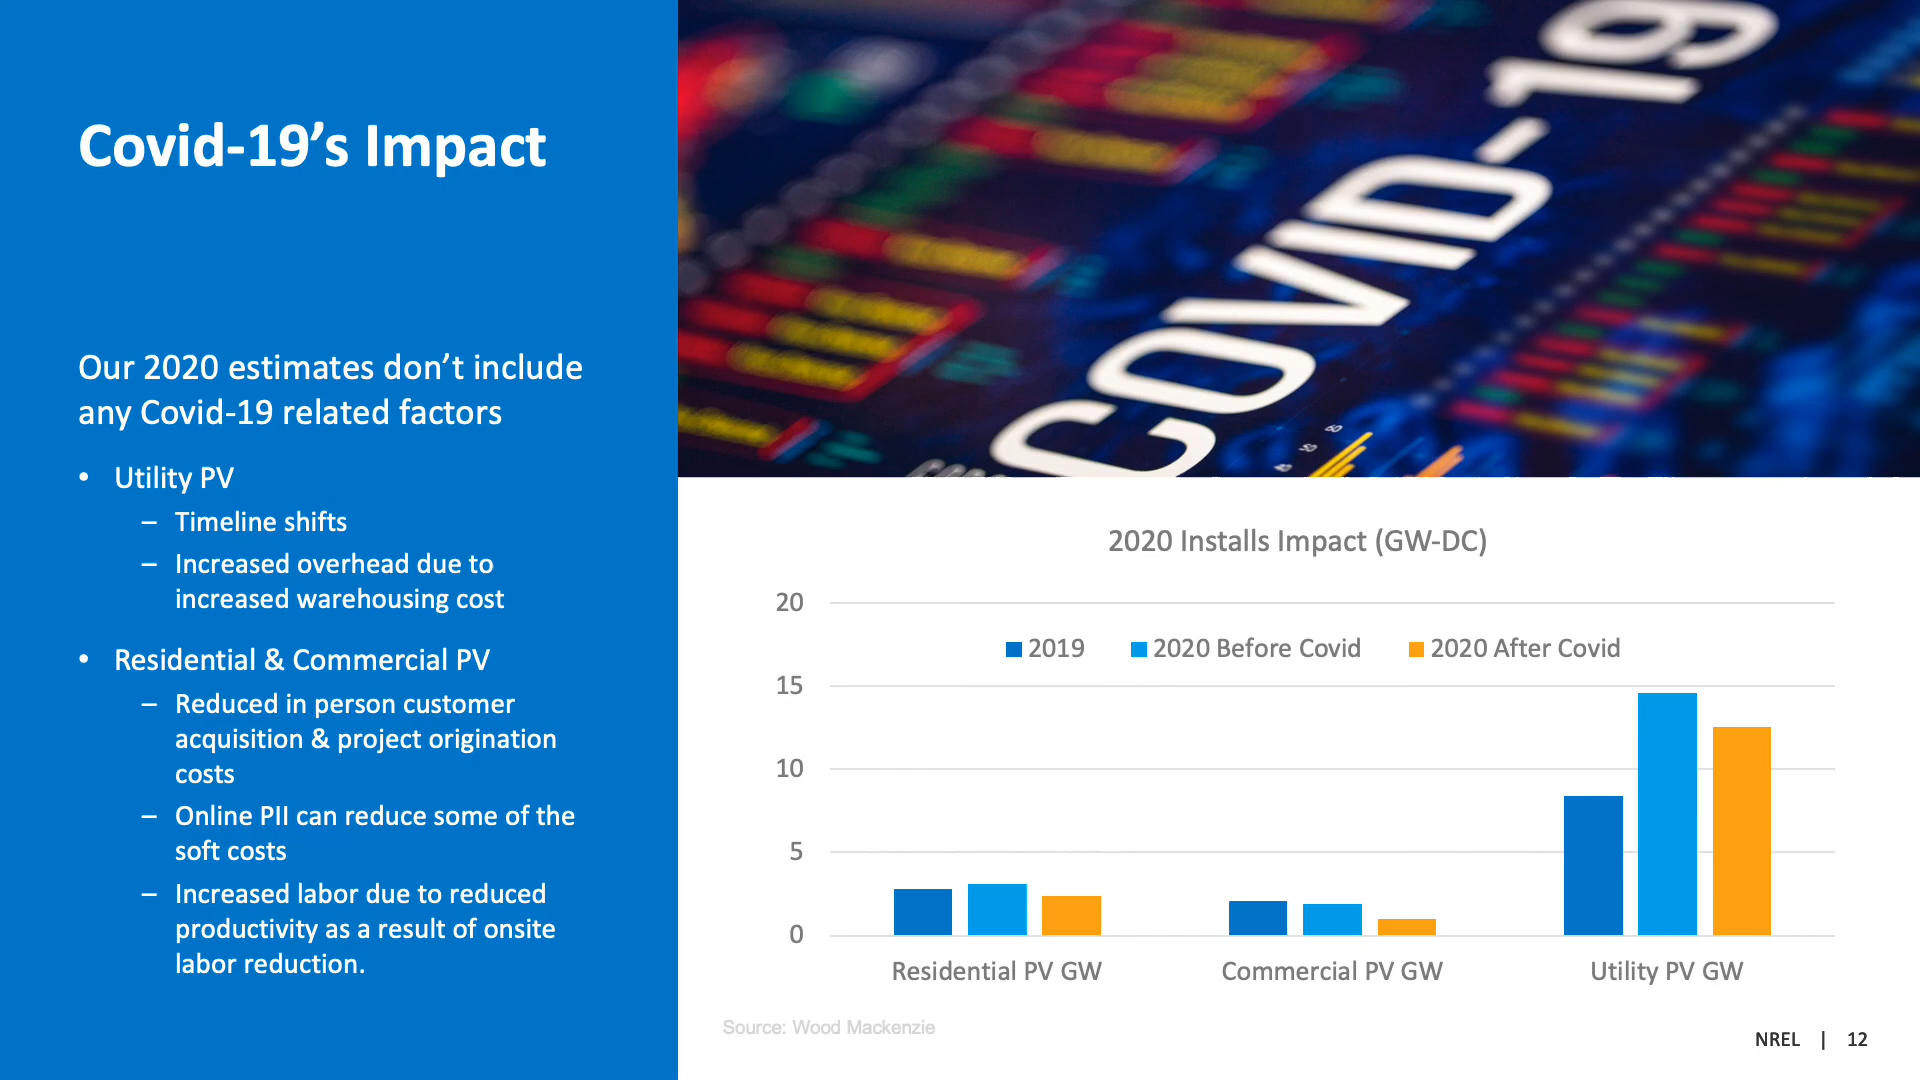 Covid-19’s Impact
Our 2020 estimates don’t include
any Covid-19 related factors
• Utility PV
– Timeline shifts
– Increased overhead due to
increased warehousing cost
• Residential & Commercial PV
– Reduced in person customer
acquisition & project origination
costs
– Online PII can reduce some of the
soft costs
– Increased labor due to reduced
productivity as a result of onsite
labor reduction.
COVID-19
60
50
2020 Installs Impact (GW-DC)
20
2019 2020 Before Covid 2020 After Covid
15
10
5
0
Residential PV GW Commercial PV GW Utility PV GW
Source: Wood Mackenzie
NREL | 12